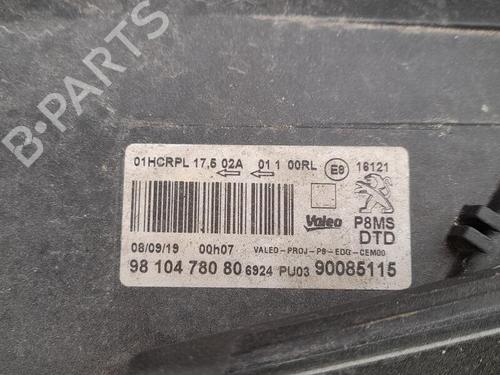 B-PARTS
01HCRPL 17,5 02A 01 1 00RL E9 16121
Valeo P8MS
DTD
08/09/19 00h07 VALEO-PROJ-P8-EDG-CEM00
98 104 780 80 6924 PU03 90085115